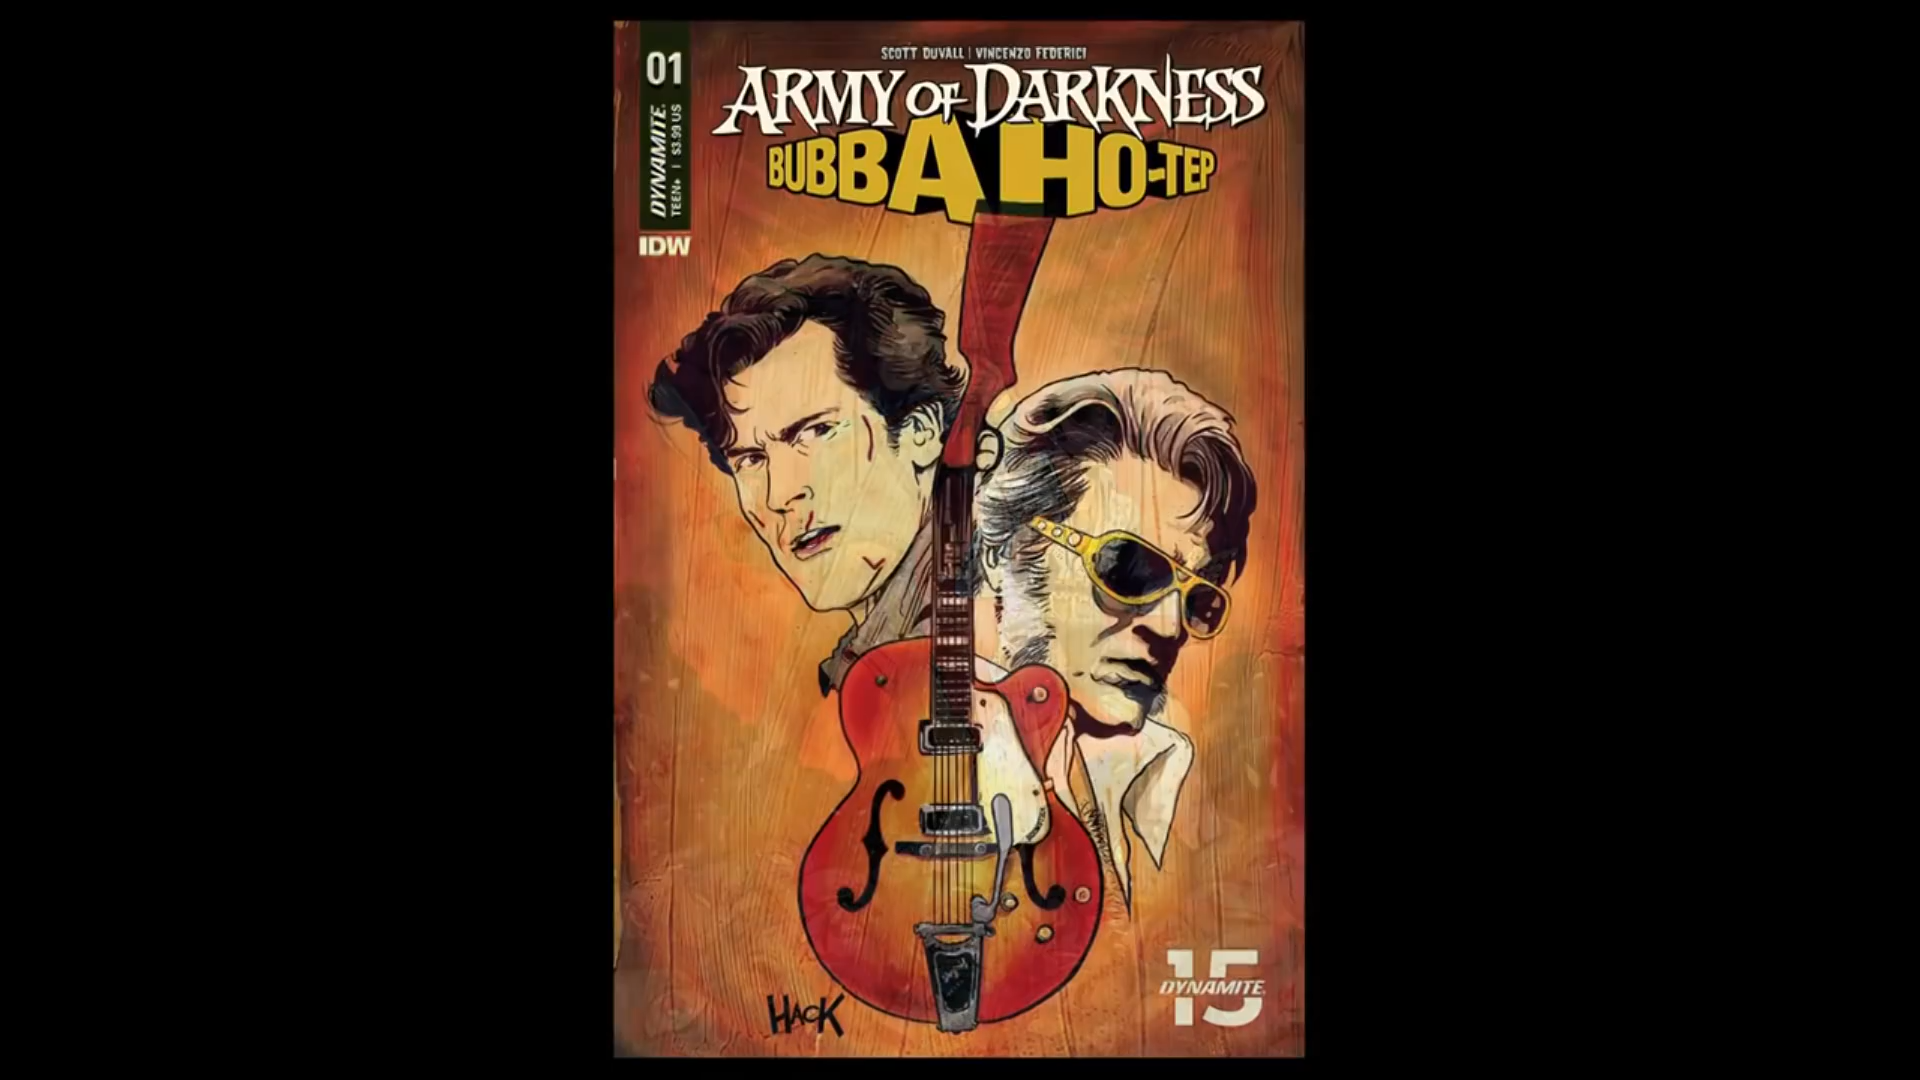 01
DYNAMITE.
TEEN+ | $3.99 US
IDW
SCOTT DUVALL | VINCENZO FEDERICI
ARMY OF DARKNESS
BUBBA HO-TEP
HACK
15
DYNAMITE.